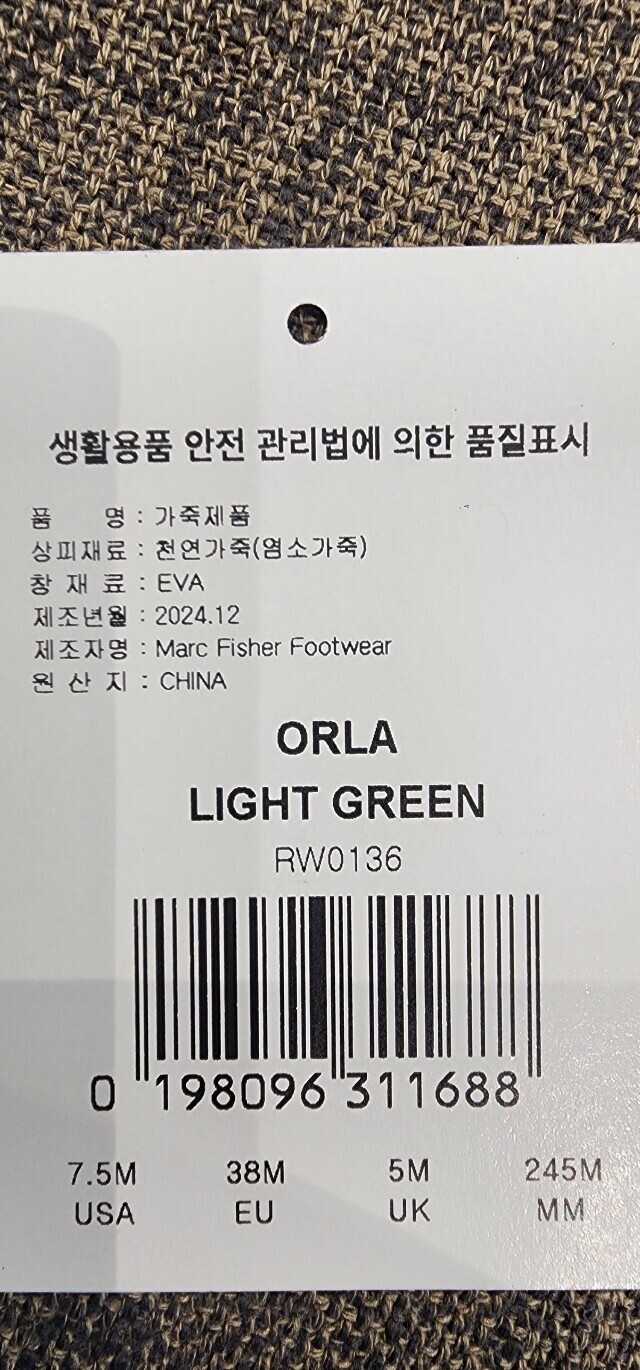 생활용품 안전 관리법에 의한 품질표시
품 명 : 가죽제품
상피재료 : 천연가죽(염소가죽)
창 재 료 : EVA
제조년월 : 2024.12
제조자명 : Marc Fisher Footwear
원 산 지 : CHINA
ORLA
LIGHT GREEN
RW0136
0 198096 311688
7.5M 38M 5M 245M
USA EU UK MM